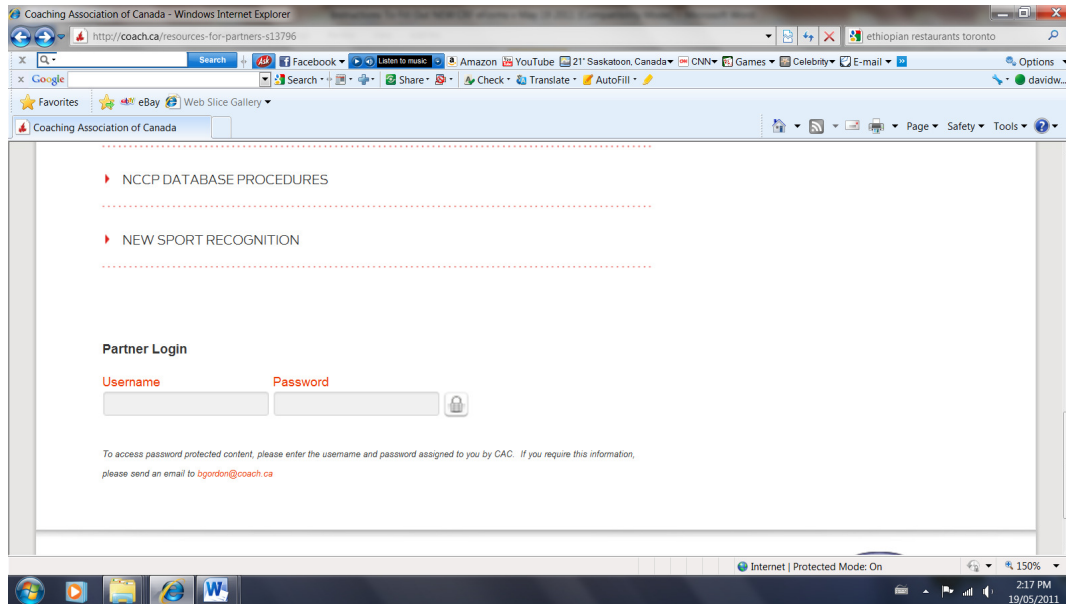 Coaching Association of Canada - Windows Internet Explorer
http://coach.ca/resources-for-partners-s13796
ethiopian restaurants toronto
X Search Facebook Listen to music Amazon YouTube 21° Saskatoon, Canada CNN Games Celebrity E-mail Options
x Google Search Share Check Translate AutoFill davidw...
Favorites eBay Web Slice Gallery
Coaching Association of Canada Page Safety Tools
NCCP DATABASE PROCEDURES
NEW SPORT RECOGNITION
Partner Login
Username Password
To access password protected content, please enter the username and password assigned to you by CAC. If you require this information,
please send an email to bgordon@coach.ca
Internet | Protected Mode: On 150%
2:17 PM
19/05/2011